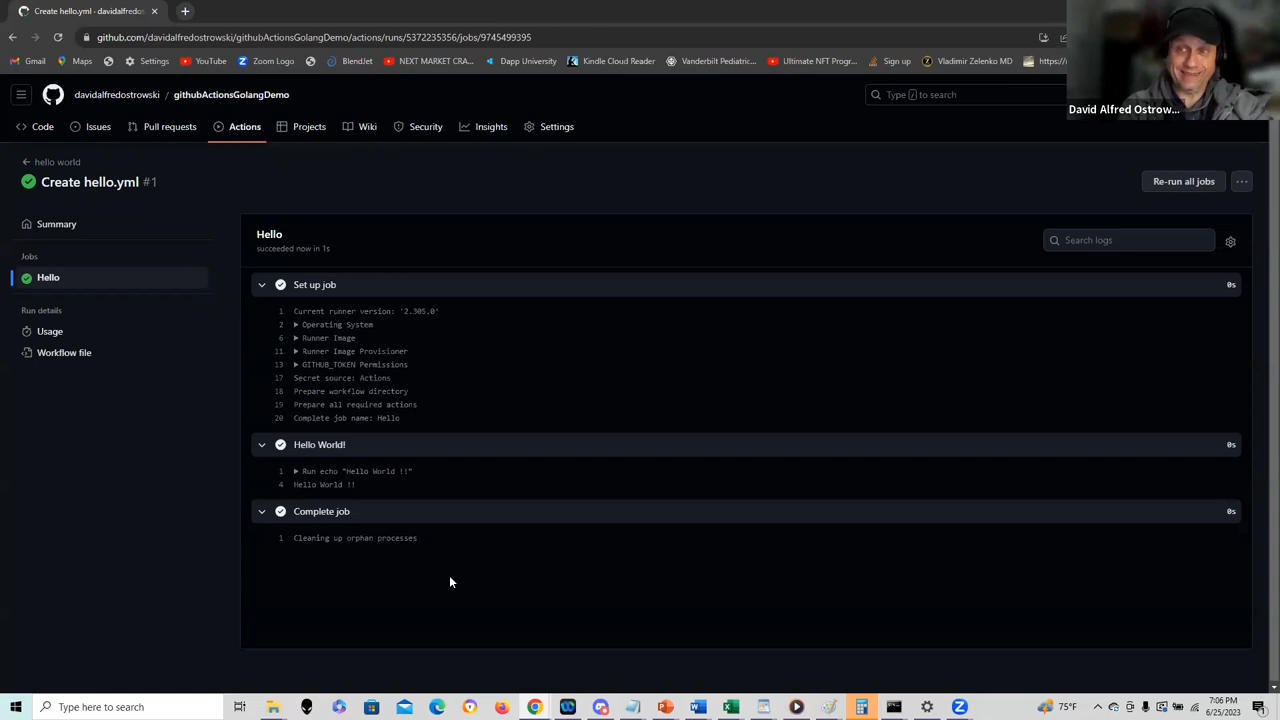 Create hello.yml - davidalfredos
github.com/davidalfredostrowski/githubActionsGolangDemo/actions/runs/5372235356/jobs/9745499395
Gmail Maps Settings YouTube Zoom Logo BlendJet NEXT MARKET CRA... Dapp University Kindle Cloud Reader Vanderbilt Pediatric... Ultimate NFT Progr... Sign up Vladimir Zelenko MD https://n
David Alfred Ostrow...
davidalfredostrowski / githubActionsGolangDemo Type / to search
Code Issues Pull requests Actions Projects Wiki Security Insights Settings
hello world
Create hello.yml #1 Re-run all jobs
Summary
Jobs
Hello
Run details
Usage
Workflow file
Hello
succeeded now in 1s
Search logs
Set up job 0s
1 Current runner version: '2.305.0'
2 Operating System
6 Runner Image
11 Runner Image Provisioner
13 GITHUB_TOKEN Permissions
17 Secret source: Actions
18 Prepare workflow directory
19 Prepare all required actions
20 Complete job name: Hello
Hello World! 0s
1 Run echo "Hello World !!"
4 Hello World !!
Complete job 0s
1 Cleaning up orphan processes
Type here to search
75°F
7:06 PM
6/25/2023